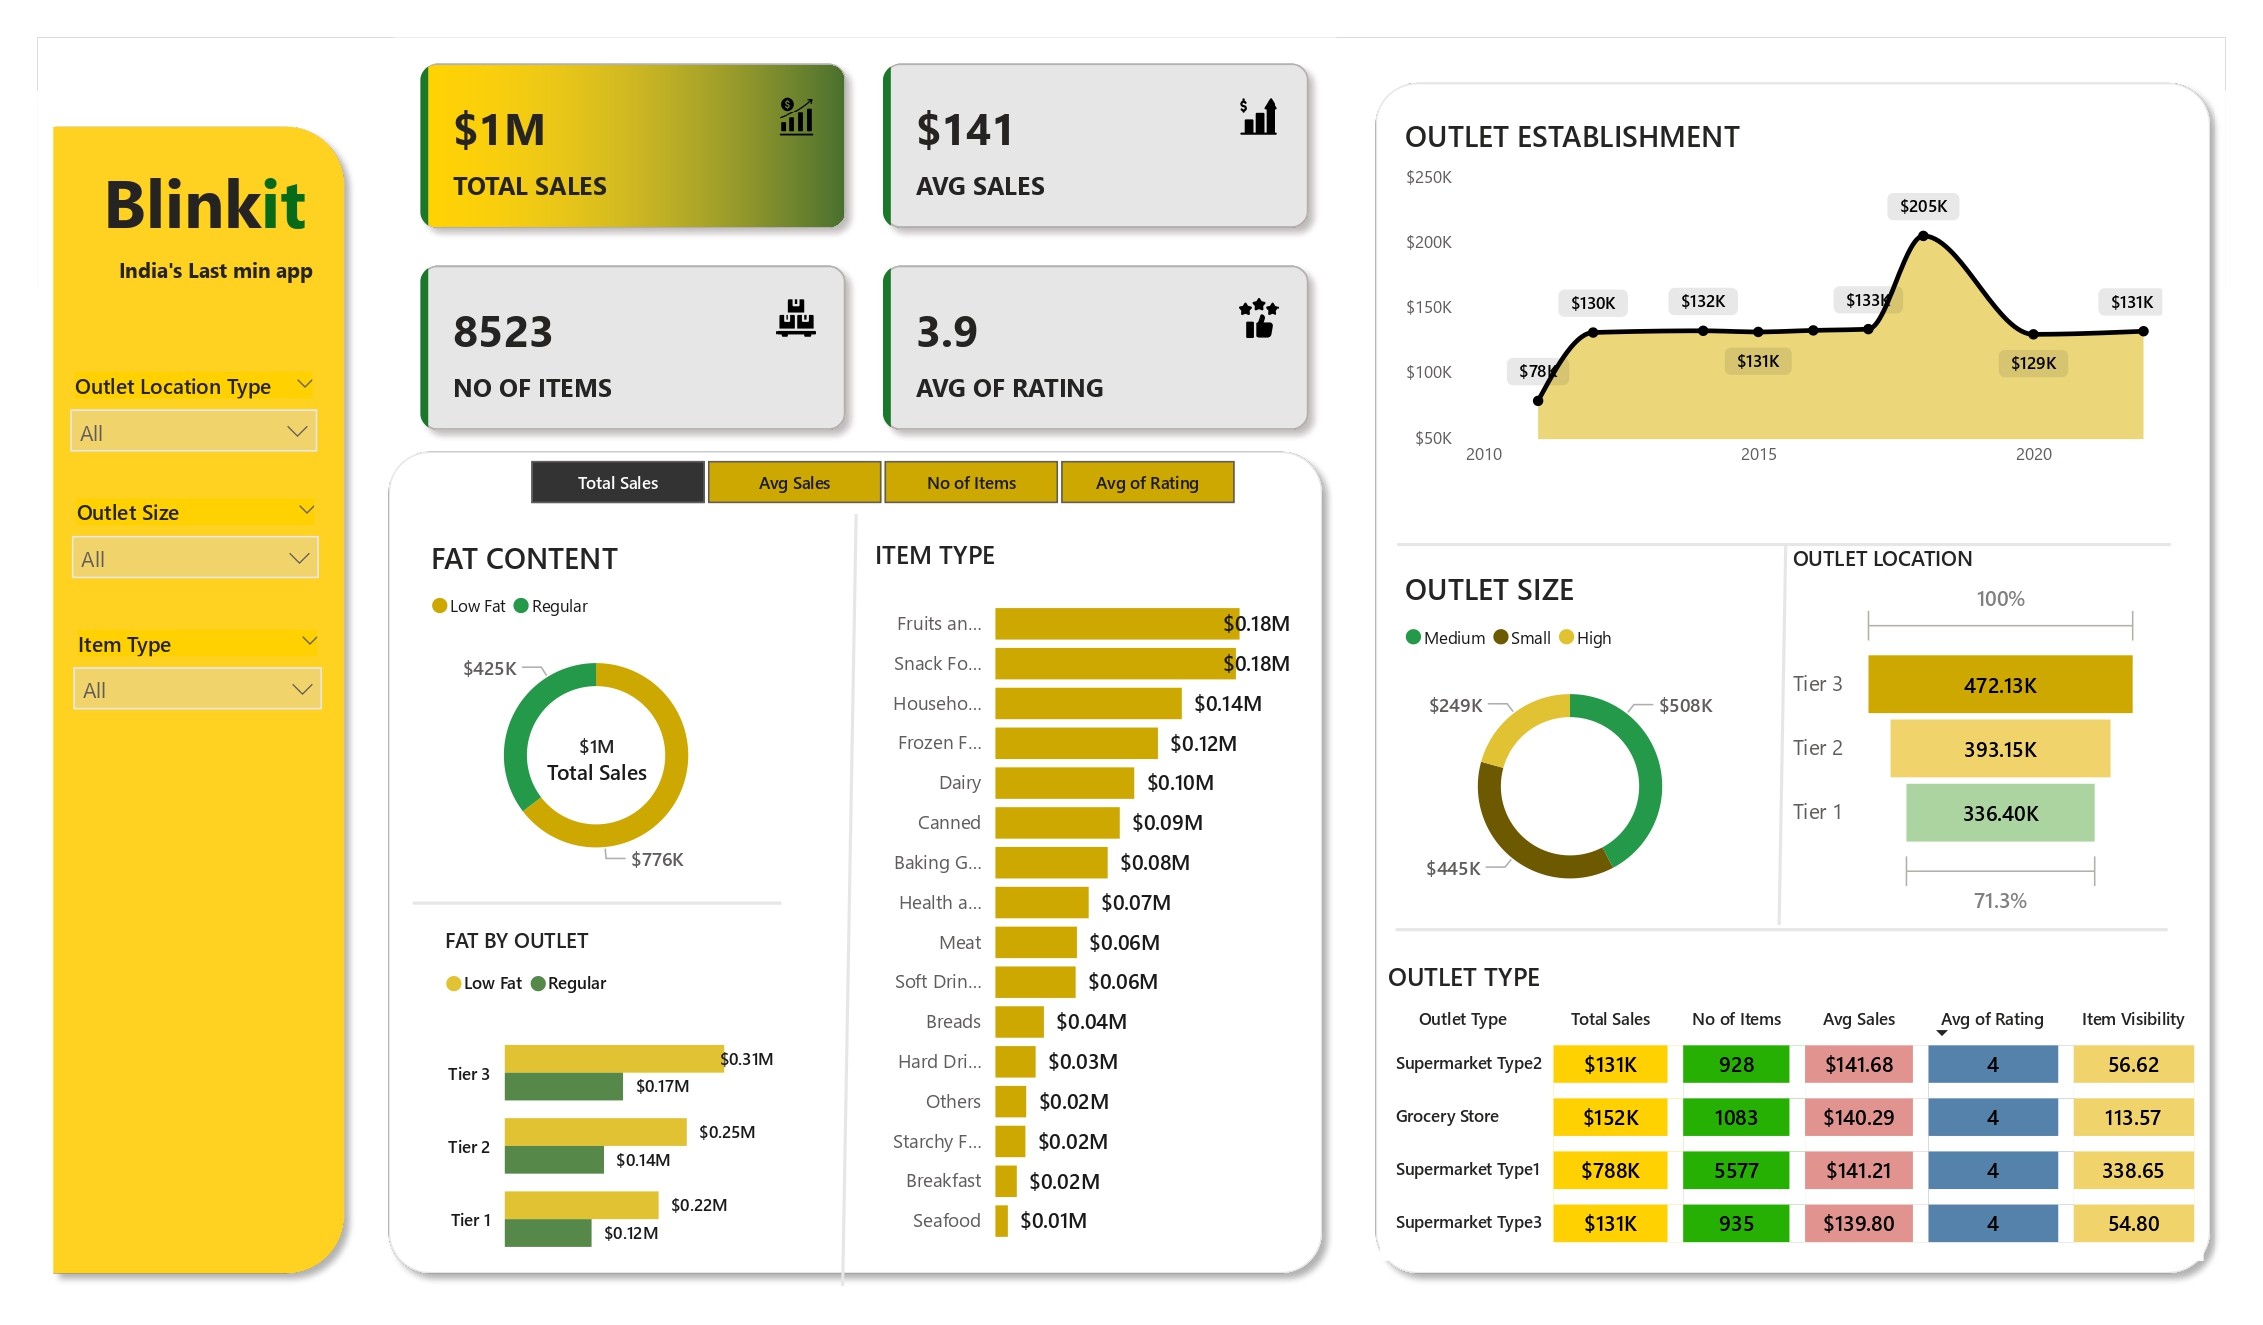 Blinkit
India's Last min app
Outlet Location Type
All
Outlet Size
All
Item Type
All
$1M
TOTAL SALES
$141
AVG SALES
8523
NO OF ITEMS
3.9
AVG OF RATING
Total Sales
Avg Sales
No of Items
Avg of Rating
FAT CONTENT
Low Fat
Regular
$425K
$1M
Total Sales
$776K
FAT BY OUTLET
Low Fat
Regular
Tier 3
$0.31M
$0.17M
Tier 2
$0.25M
$0.14M
Tier 1
$0.22M
$0.12M
ITEM TYPE
Fruits an... $0.18M
Snack Fo... $0.18M
Househo... $0.14M
Frozen F... $0.12M
Dairy $0.10M
Canned $0.09M
Baking G... $0.08M
Health a... $0.07M
Meat $0.06M
Soft Drin... $0.06M
Breads $0.04M
Hard Dri... $0.03M
Others $0.02M
Starchy F... $0.02M
Breakfast $0.02M
Seafood $0.01M
OUTLET ESTABLISHMENT
$250K
$200K
$150K
$100K
$50K
$78K
$130K
$132K
$131K
$133K
$205K
$129K
$131K
2010 2015 2020
OUTLET SIZE
Medium Small High
$249K
$508K
$445K
OUTLET LOCATION
100%
Tier 3 472.13K
Tier 2 393.15K
Tier 1 336.40K
71.3%
OUTLET TYPE
Outlet Type Total Sales No of Items Avg Sales Avg of Rating Item Visibility
Supermarket Type2 $131K 928 $141.68 4 56.62
Grocery Store $152K 1083 $140.29 4 113.57
Supermarket Type1 $788K 5577 $141.21 4 338.65
Supermarket Type3 $131K 935 $139.80 4 54.80